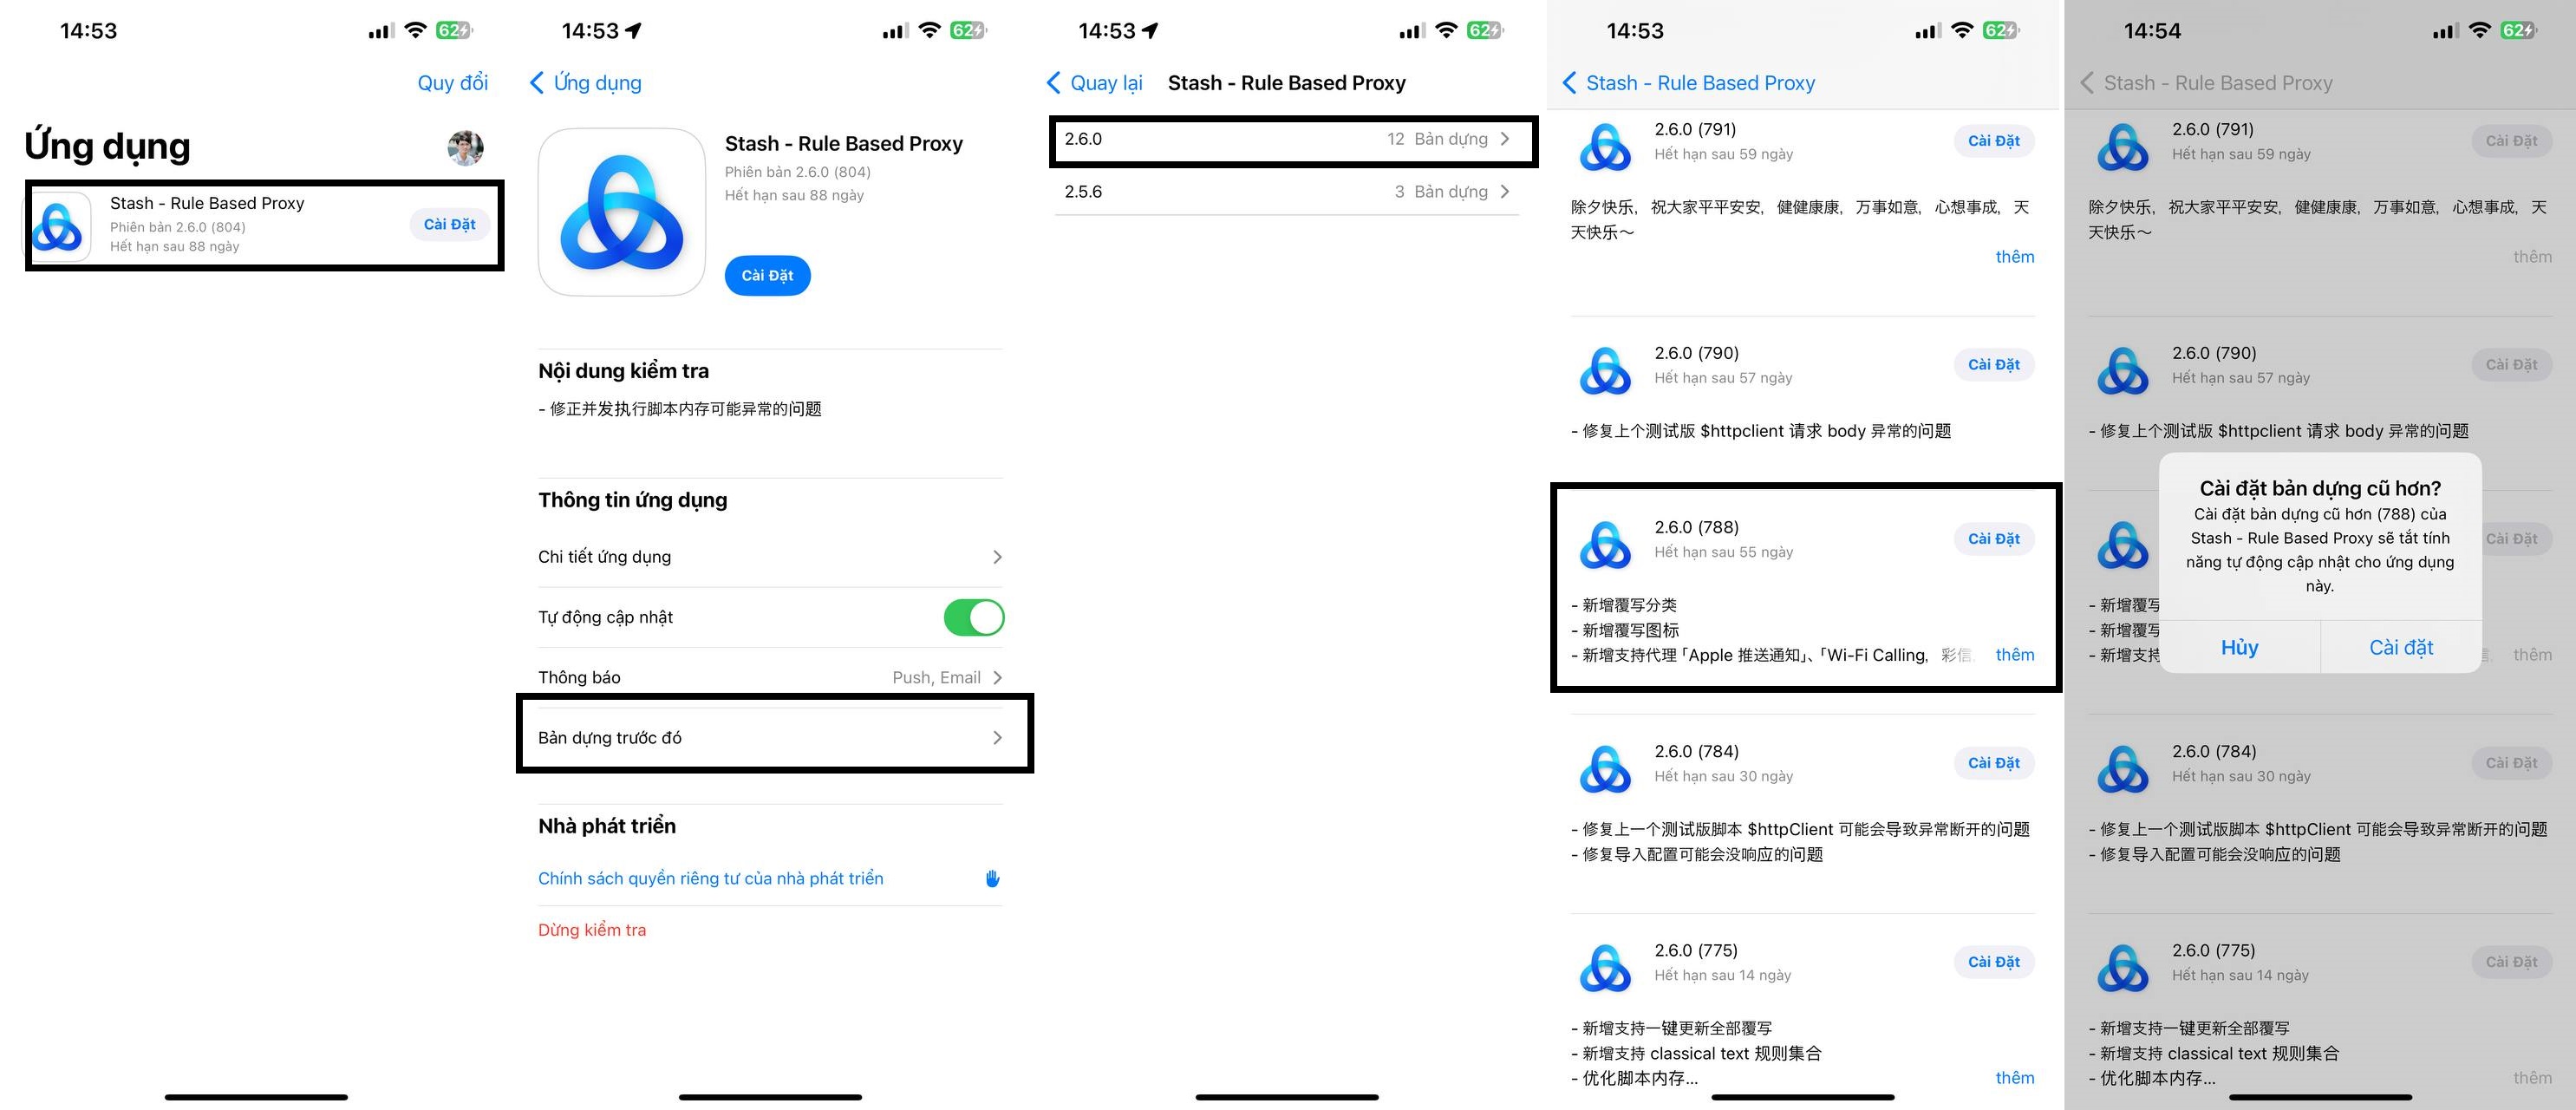 14:53
62
Quy đổi
Ứng dụng
Stash - Rule Based Proxy
Phiên bản 2.6.0 (804)
Hết hạn sau 88 ngày
Cài Đặt
14:53
62
Ứng dụng
Stash - Rule Based Proxy
Phiên bản 2.6.0 (804)
Hết hạn sau 88 ngày
Cài Đặt
Nội dung kiểm tra
- 修正并发执行脚本内存可能异常的问题
Thông tin ứng dụng
Chi tiết ứng dụng
Tự động cập nhật
Thông báo
Push, Email
Bản dựng trước đó
Nhà phát triển
Chính sách quyền riêng tư của nhà phát triển
Dừng kiểm tra
14:53
62
Quay lại
Stash - Rule Based Proxy
2.6.0
12 Bản dựng
2.5.6
3 Bản dựng
14:53
62
Stash - Rule Based Proxy
2.6.0 (791)
Hết hạn sau 59 ngày
Cài Đặt
除夕快乐，祝大家平平安安，健健康康，万事如意，心想事成，天
天快乐～
thêm
2.6.0 (790)
Hết hạn sau 57 ngày
Cài Đặt
- 修复上个测试版 $httpclient 请求 body 异常的问题
2.6.0 (788)
Hết hạn sau 55 ngày
Cài Đặt
- 新增覆写分类
- 新增覆写图标
- 新增支持代理「Apple 推送通知」、「Wi-Fi Calling，彩信
thêm
2.6.0 (784)
Hết hạn sau 30 ngày
Cài Đặt
- 修复上一个测试版脚本 $httpClient 可能会导致异常断开的问题
- 修复导入配置可能会没响应的问题
2.6.0 (775)
Hết hạn sau 14 ngày
Cài Đặt
- 新增支持一键更新全部覆写
- 新增支持 classical text 规则集合
- 优化脚本内存...
thêm
14:54
62
Stash - Rule Based Proxy
2.6.0 (791)
Hết hạn sau 59 ngày
Cài Đặt
除夕快乐，祝大家平平安安，健健康康，万事如意，心想事成，天
天快乐～
thêm
2.6.0 (790)
Hết hạn sau 57 ngày
Cài Đặt
- 修复上个测试版 $httpclient 请求 body 异常的问题
Cài đặt bản dựng cũ hơn?
Cài đặt bản dựng cũ hơn (788) của
Stash - Rule Based Proxy sẽ tắt tính
năng tự động cập nhật cho ứng dụng
này.
Hủy
Cài đặt
Cài Đặt
- 新增覆写
- 新增覆写
- 新增支持
thêm
2.6.0 (784)
Hết hạn sau 30 ngày
Cài Đặt
- 修复上一个测试版脚本 $httpClient 可能会导致异常断开的问题
- 修复导入配置可能会没响应的问题
2.6.0 (775)
Hết hạn sau 14 ngày
Cài Đặt
- 新增支持一键更新全部覆写
- 新增支持 classical text 规则集合
- 优化脚本内存...
thêm